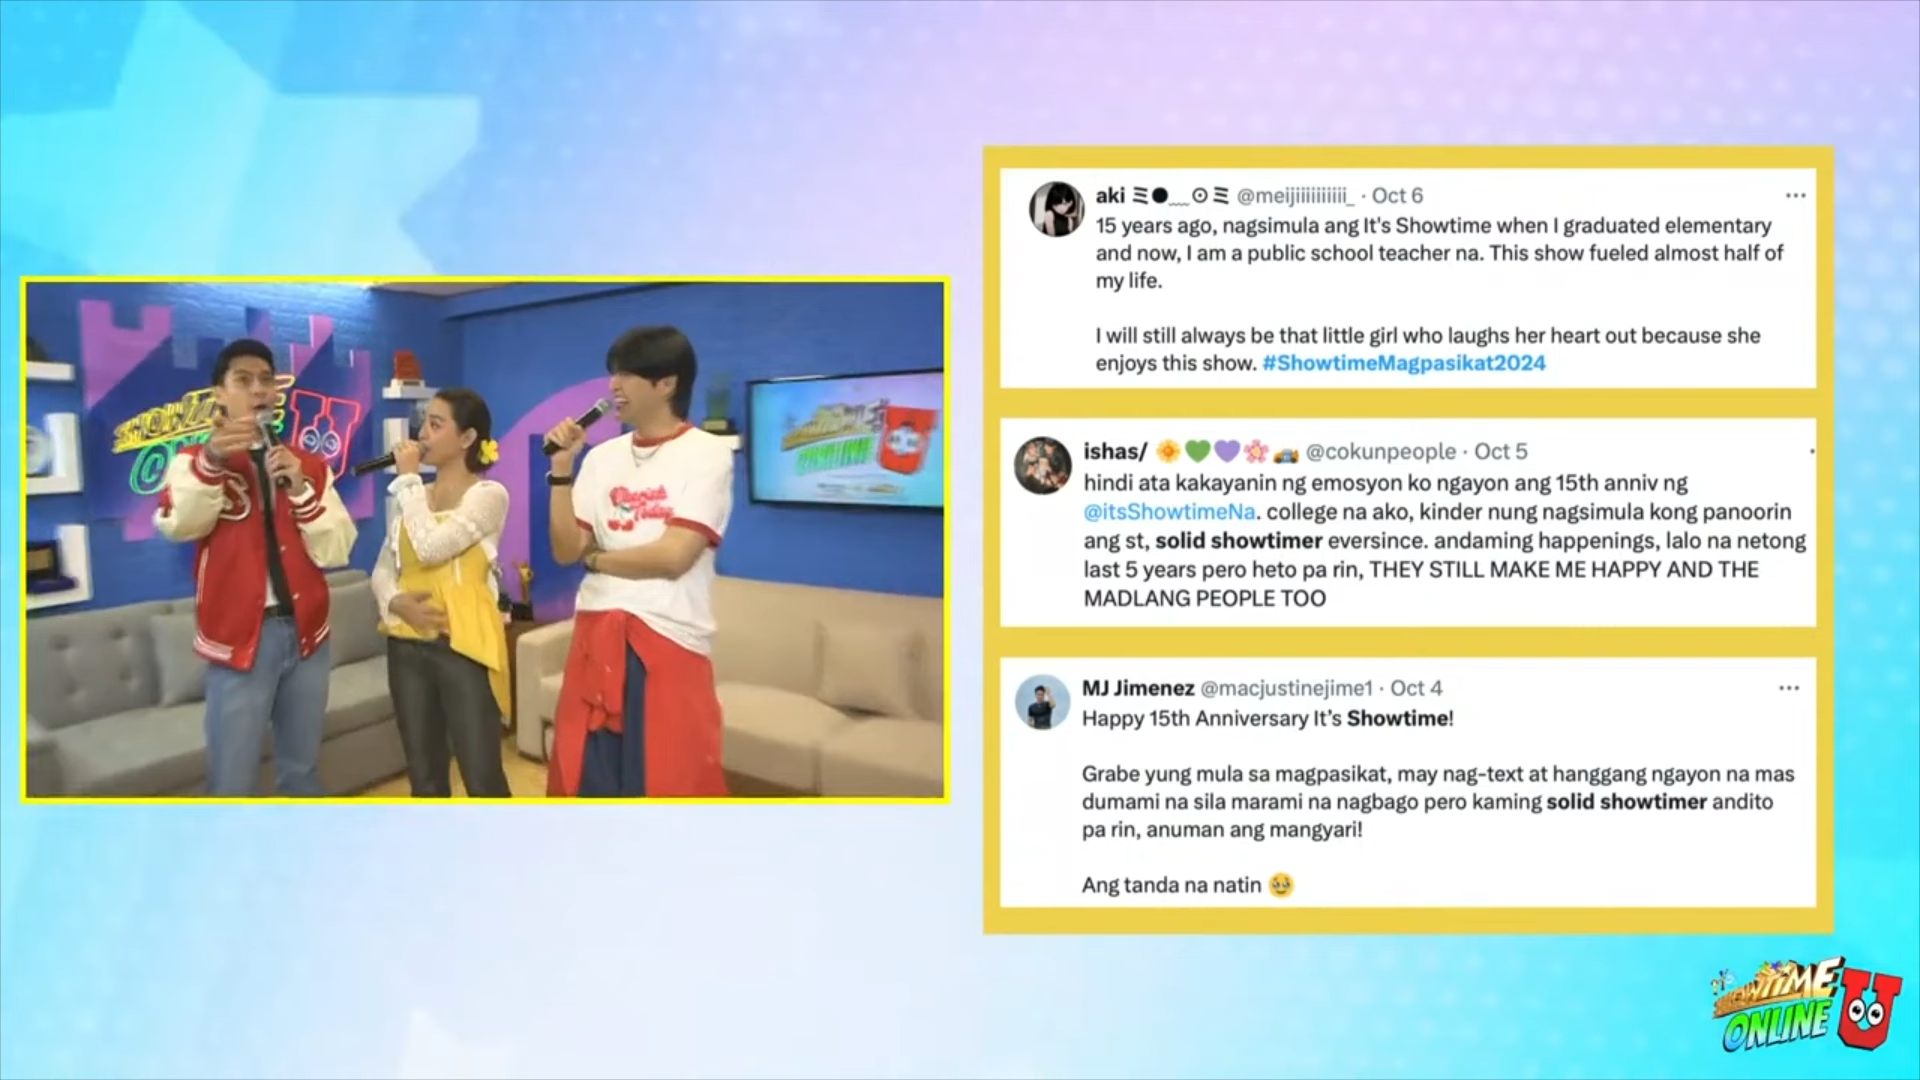 aki @meijiiiiiiiiiii_ · Oct 6
15 years ago, nagsimula ang It's Showtime when I graduated elementary
and now, I am a public school teacher na. This show fueled almost half of
my life.
I will still always be that little girl who laughs her heart out because she
enjoys this show. #ShowtimeMagpasikat2024
ishas/ 🌼💚💜🌸🚙 @cokunpeople · Oct 5
hindi ata kakayanin ng emosyon ko ngayon ang 15th anniv ng
@itsShowtimeNa. college na ako, kinder nung nagsimula kong panoorin
ang st, solid showtimer eversince. andaming happenings, lalo na netong
last 5 years pero heto pa rin, THEY STILL MAKE ME HAPPY AND THE
MADLANG PEOPLE TOO
MJ Jimenez @macjustinejime1 · Oct 4
Happy 15th Anniversary It's Showtime!
Grabe yung mula sa magpasikat, may nag-text at hanggang ngayon na mas
dumami na sila marami na nagbago pero kaming solid showtimer andito
pa rin, anuman ang mangyari!
Ang tanda na natin 🥹
SHOWTIME
ONLINE U
SHOWTIME
ONLINE U
Cherish
Today
SHOWTIME
ONLINE U